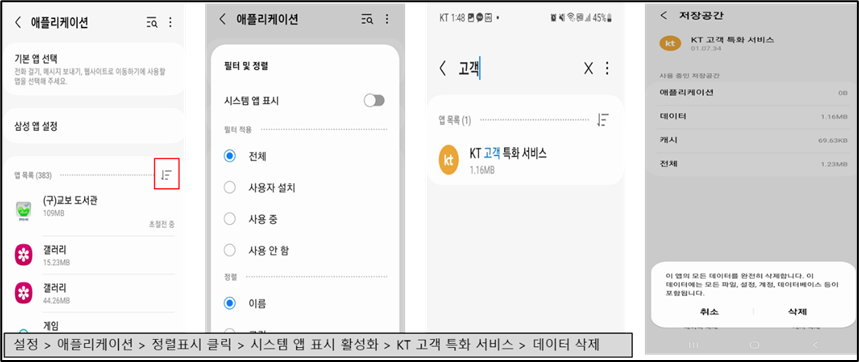 애플리케이션
기본 앱 선택
전화 걸기, 메시지 보내기, 웹사이트로 이동하기에 사용할
앱을 선택해 주세요.
삼성 앱 설정
앱 목록 (383)
(구)교보 도서관
109MB
초절전 중
갤러리
15.23MB
갤러리
44.26MB
게임
애플리케이션
필터 및 정렬
시스템 앱 표시
필터 적용
전체
사용자 설치
사용 중
사용 안 함
정렬
이름
KT 1:48
45%
고객
X
앱 목록 (1)
kt
KT 고객 특화 서비스
1.16MB
저장공간
kt
KT 고객 특화 서비스
01.07.34
사용 중인 저장공간
애플리케이션 0B
데이터 1.16MB
캐시 69.63KB
전체 1.23MB
이 앱의 모든 데이터를 완전히 삭제합니다. 이
데이터에는 모든 파일, 설정, 계정, 데이터베이스 등이
포함됩니다.
취소 삭제
설정 > 애플리케이션 > 정렬표시 클릭 > 시스템 앱 표시 활성화 > KT 고객 특화 서비스 > 데이터 삭제